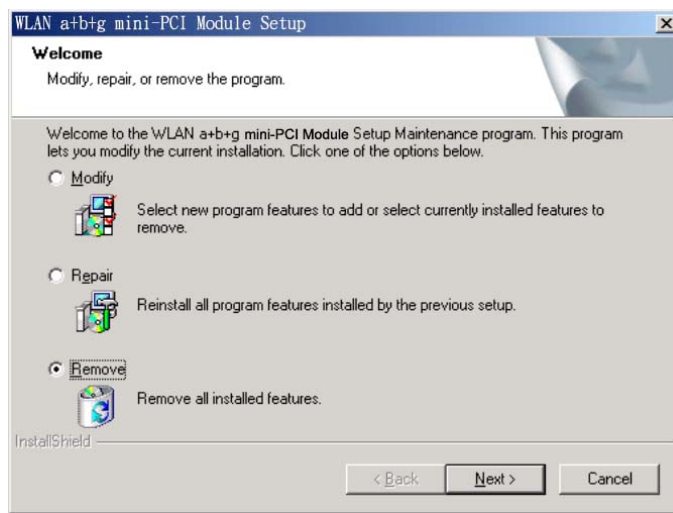 WLAN a+b+g mini-PCI Module Setup
Welcome
Modify, repair, or remove the program.
Welcome to the WLAN a+b+g mini-PCI Module Setup Maintenance program. This program
lets you modify the current installation. Click one of the options below.
Modify
Select new program features to add or select currently installed features to
remove.
Repair
Reinstall all program features installed by the previous setup.
Remove
Remove all installed features.
InstallShield
< Back
Next >
Cancel